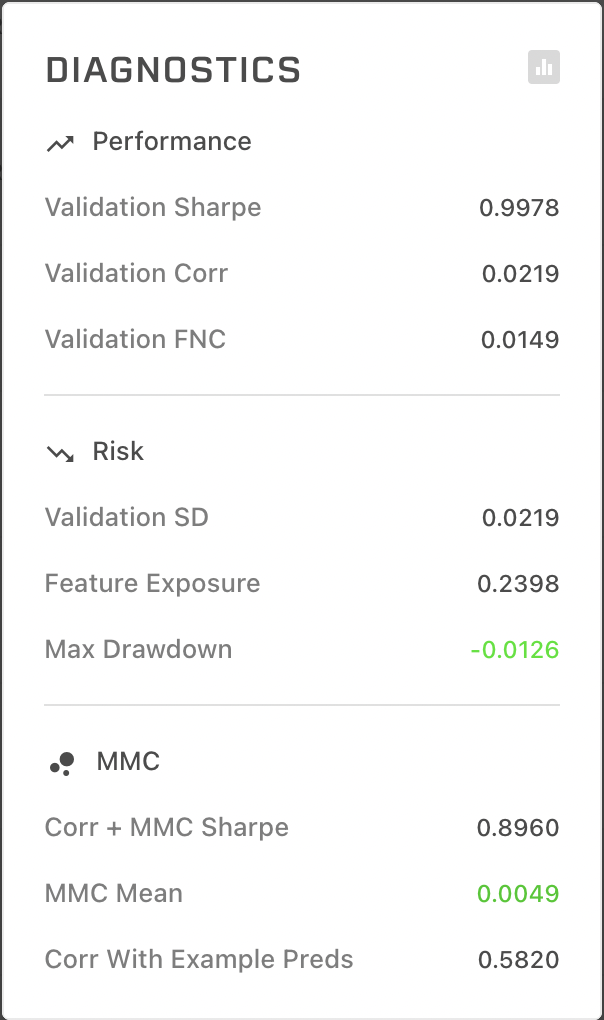 DIAGNOSTICS
Performance
Validation Sharpe 0.9978
Validation Corr 0.0219
Validation FNC 0.0149
Risk
Validation SD 0.0219
Feature Exposure 0.2398
Max Drawdown -0.0126
MMC
Corr + MMC Sharpe 0.8960
MMC Mean 0.0049
Corr With Example Preds 0.5820